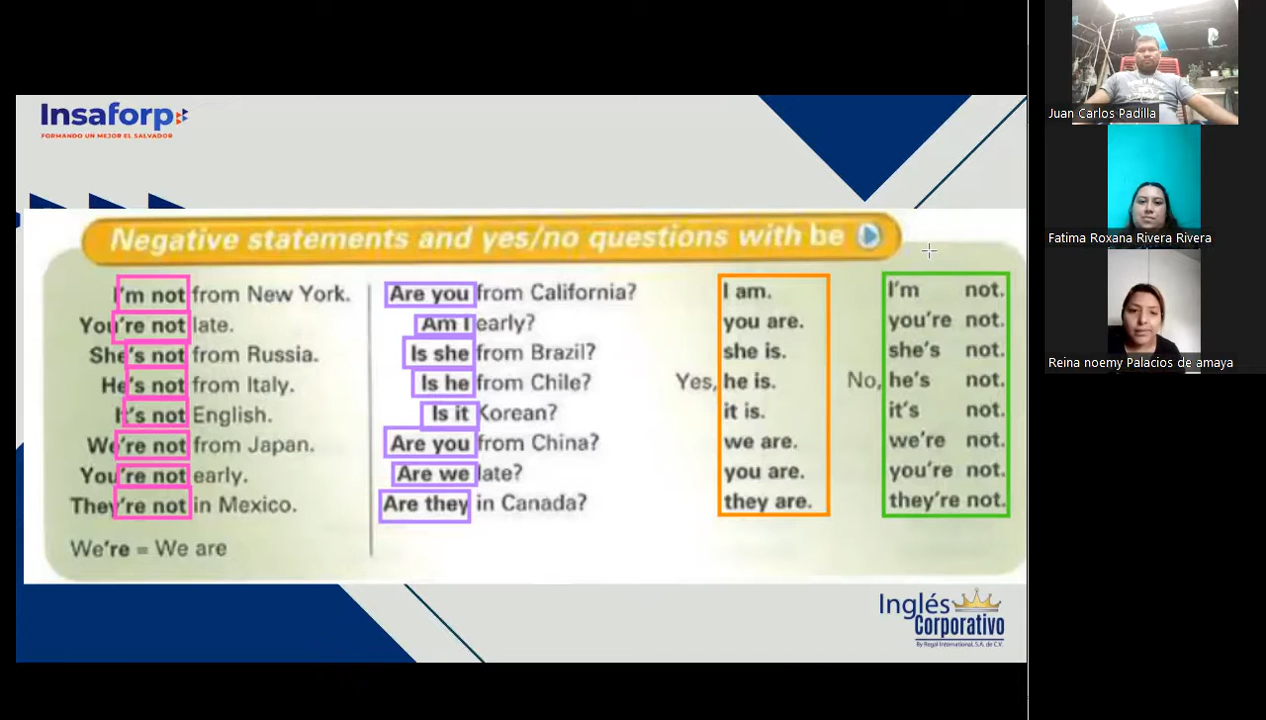 Insaforp
FORMANDO UN MEJOR EL SALVADOR
Negative statements and yes/no questions with be
I'm not from New York.
You're not late.
She's not from Russia.
He's not from Italy.
It's not English.
We're not from Japan.
You're not early.
They're not in Mexico.
We're = We are
Are you from California?
Am I early?
Is she from Brazil?
Is he from Chile?
Is it Korean?
Are you from China?
Are we late?
Are they in Canada?
Yes,
I am.
you are.
she is.
he is.
it is.
we are.
you are.
they are.
No,
I'm not.
you're not.
she's not.
he's not.
it's not.
we're not.
you're not.
they're not.
Inglés
Corporativo
By Regal International, S.A. de C.V.
Juan Carlos Padilla
Fatima Roxana Rivera Rivera
Reina noemy Palacios de amaya